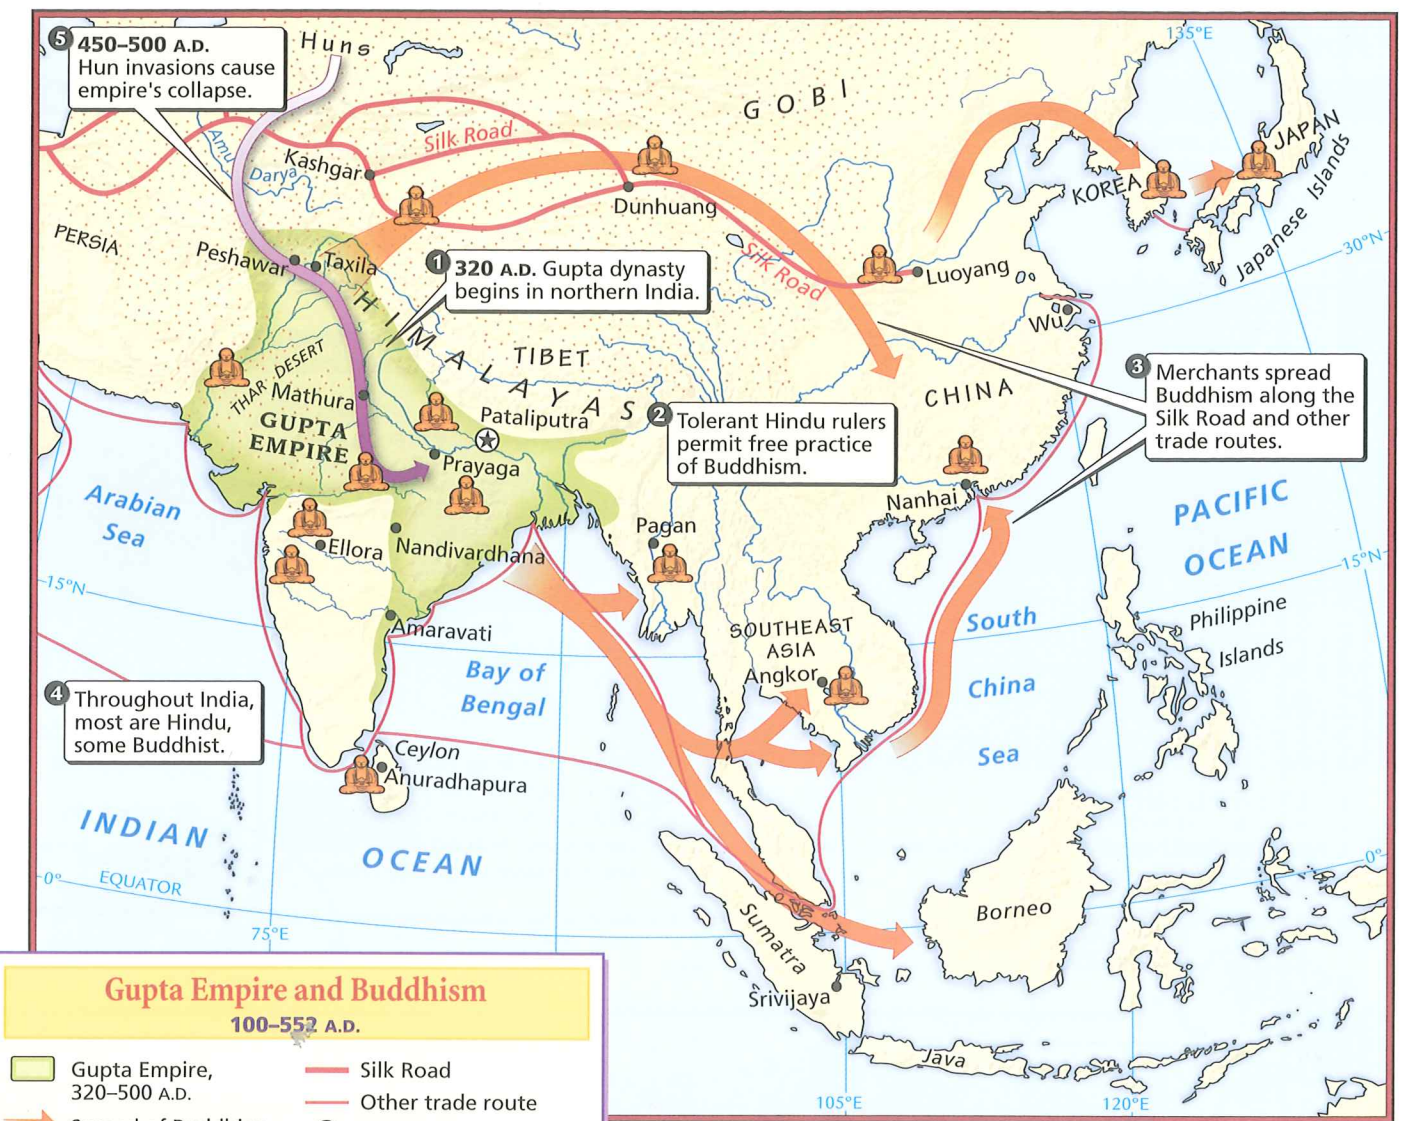 5
450–500 A.D.
Hun invasions cause
empire's collapse.
Huns
GOBI
135°E
JAPAN
Japanese Islands
KOREA
30°N
Silk Road
Kashgar
Amu
Darya
Dunhuang
PERSIA
Peshawar
Taxila
1
320 A.D. Gupta dynasty
begins in northern India.
Silk Road
Luoyang
Wu
HIMALAYAS
TIBET
CHINA
3
Merchants spread
Buddhism along the
Silk Road and other
trade routes.
THAR DESERT
Mathura
GUPTA
EMPIRE
Pataliputra
2
Tolerant Hindu rulers
permit free practice
of Buddhism.
Prayaga
Nanhai
Arabian
Sea
PACIFIC
OCEAN
Ellora
Nandivardhana
Pagan
15°N
15°N
Amaravati
SOUTHEAST
ASIA
Angkor
South
China
Sea
Philippine
Islands
Bay of
Bengal
4
Throughout India,
most are Hindu,
some Buddhist.
Ceylon
Anuradhapura
INDIAN
OCEAN
0°
EQUATOR
0°
75°E
Borneo
Sumatra
Srivijaya
Java
105°E
120°E
Gupta Empire and Buddhism
100–552 A.D.
Gupta Empire,
320–500 A.D.
Silk Road
Other trade route